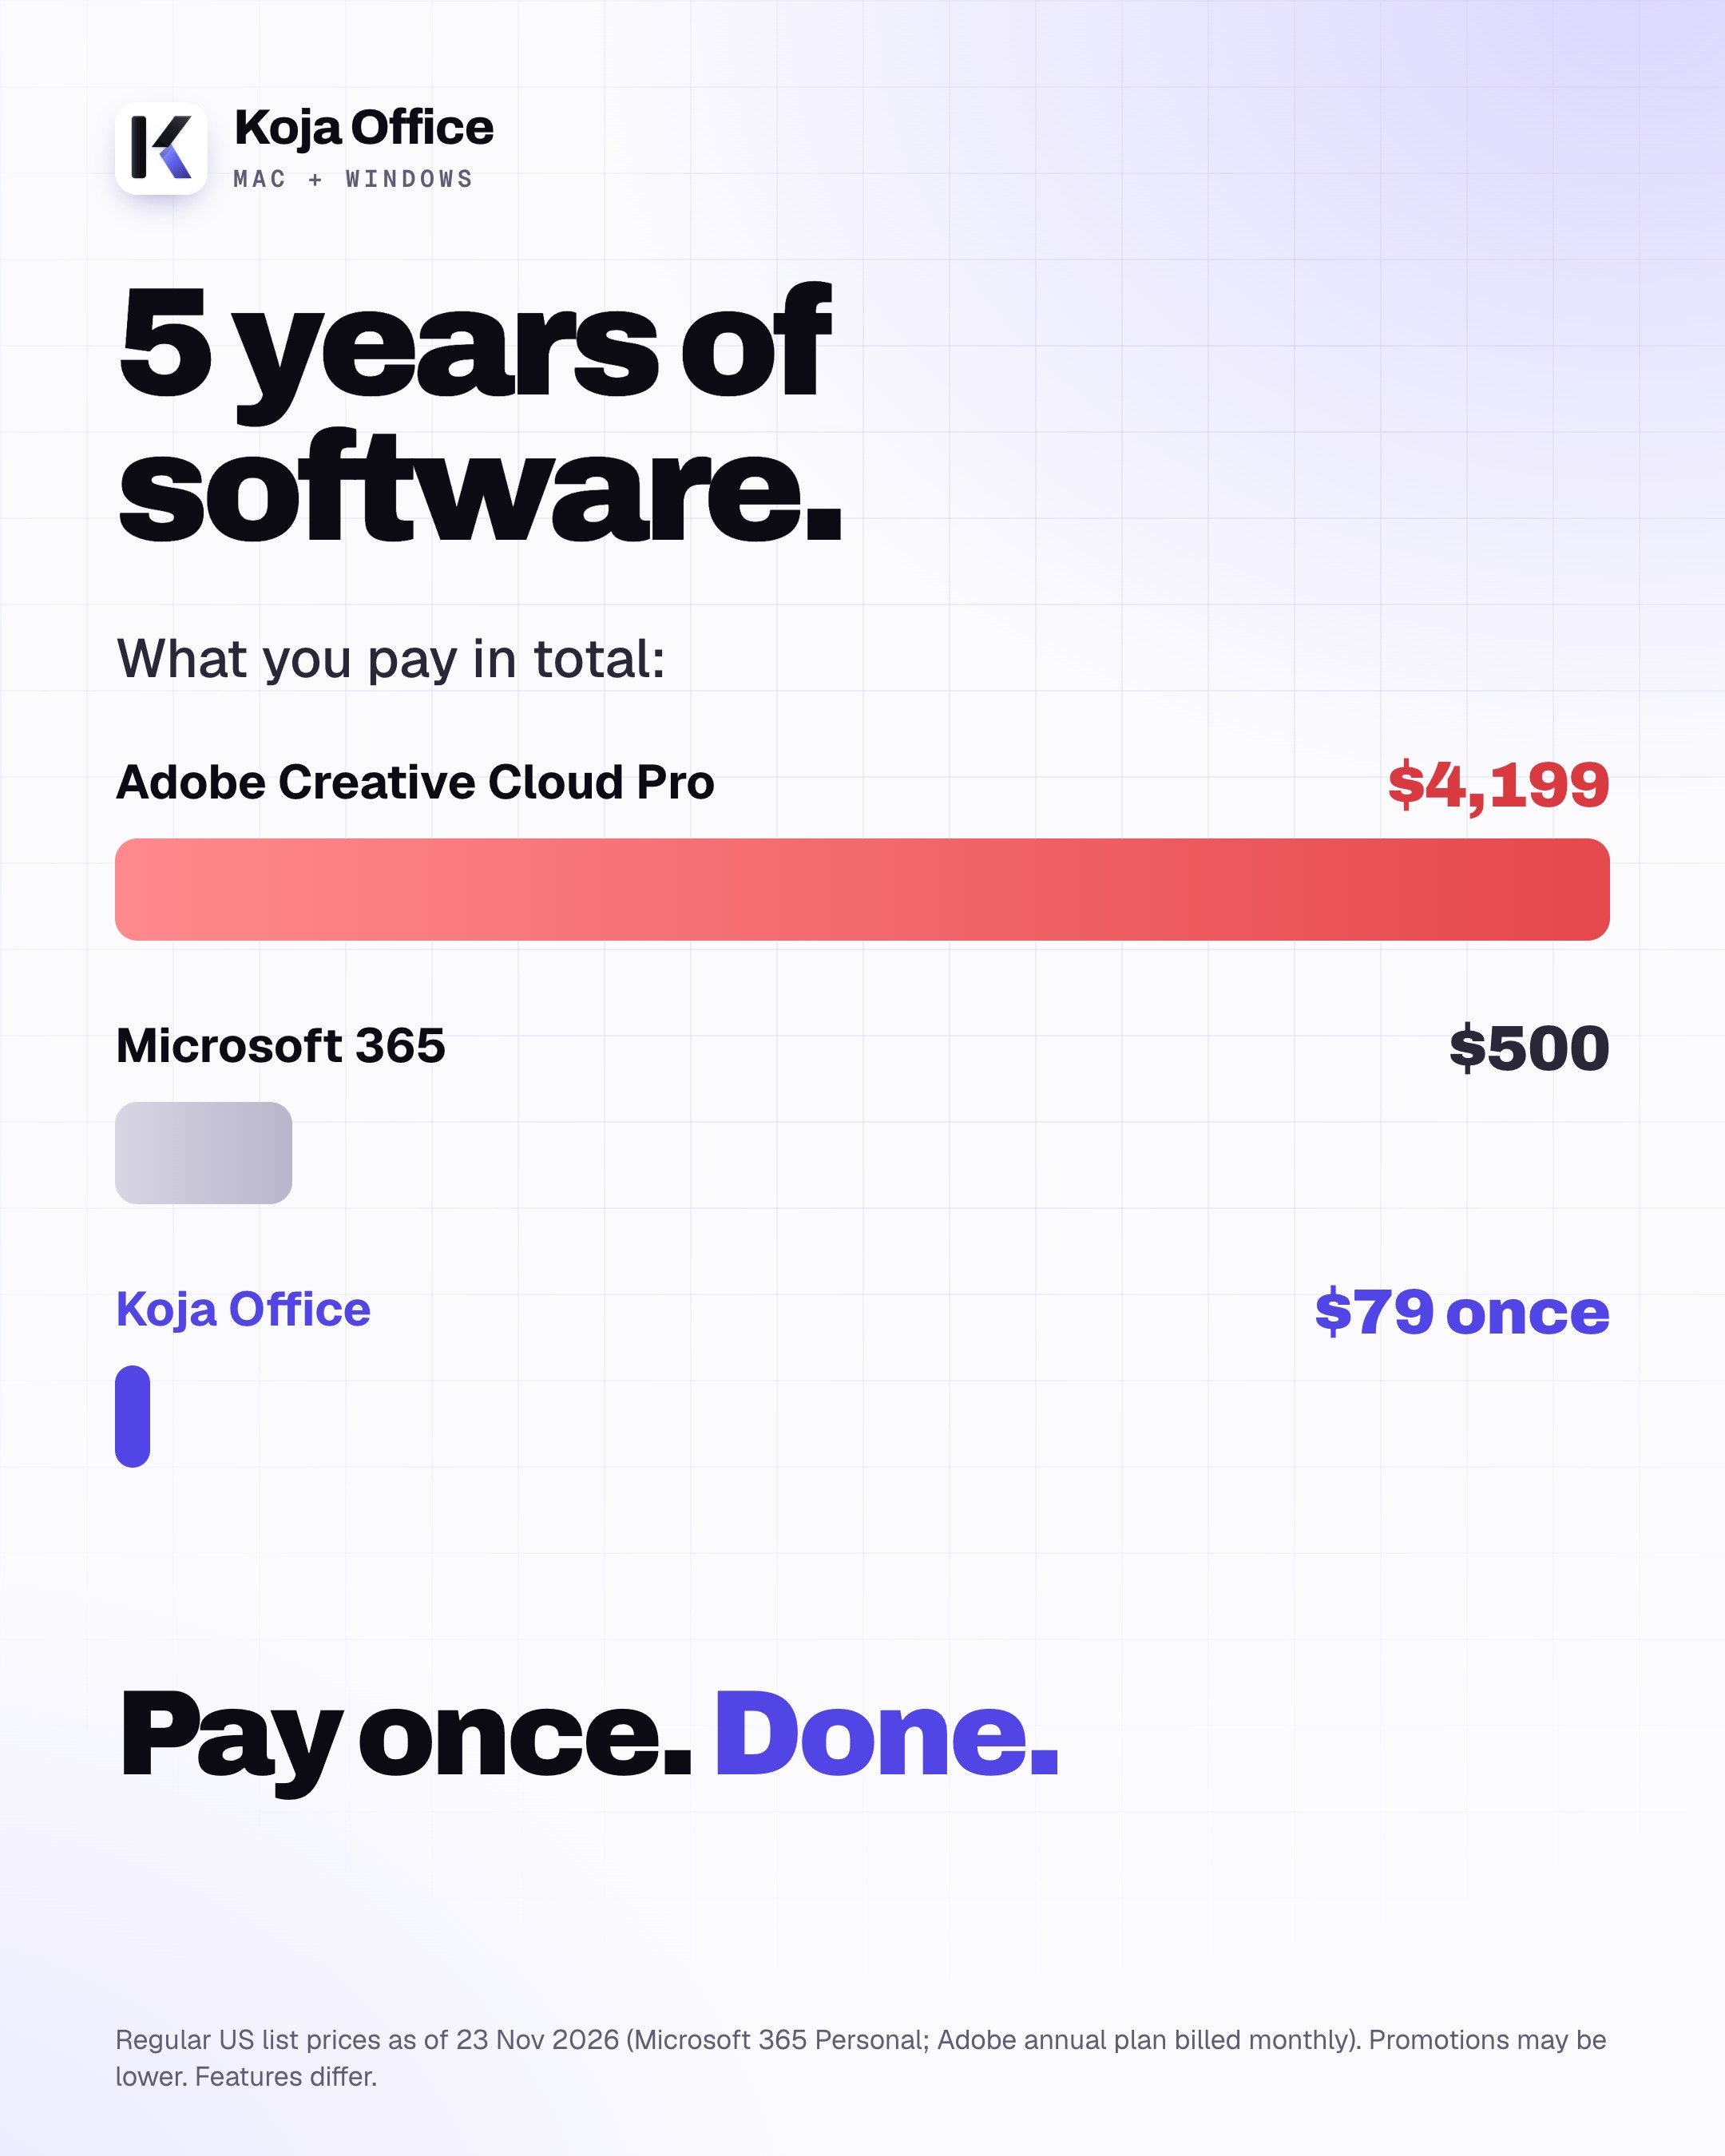 Koja Office
MAC + WINDOWS
5 years of
software.
What you pay in total:
Adobe Creative Cloud Pro
$4,199
Microsoft 365
$500
Koja Office
$79 once
Pay once. Done.
Regular US list prices as of 23 Nov 2026 (Microsoft 365 Personal; Adobe annual plan billed monthly). Promotions may be
lower. Features differ.